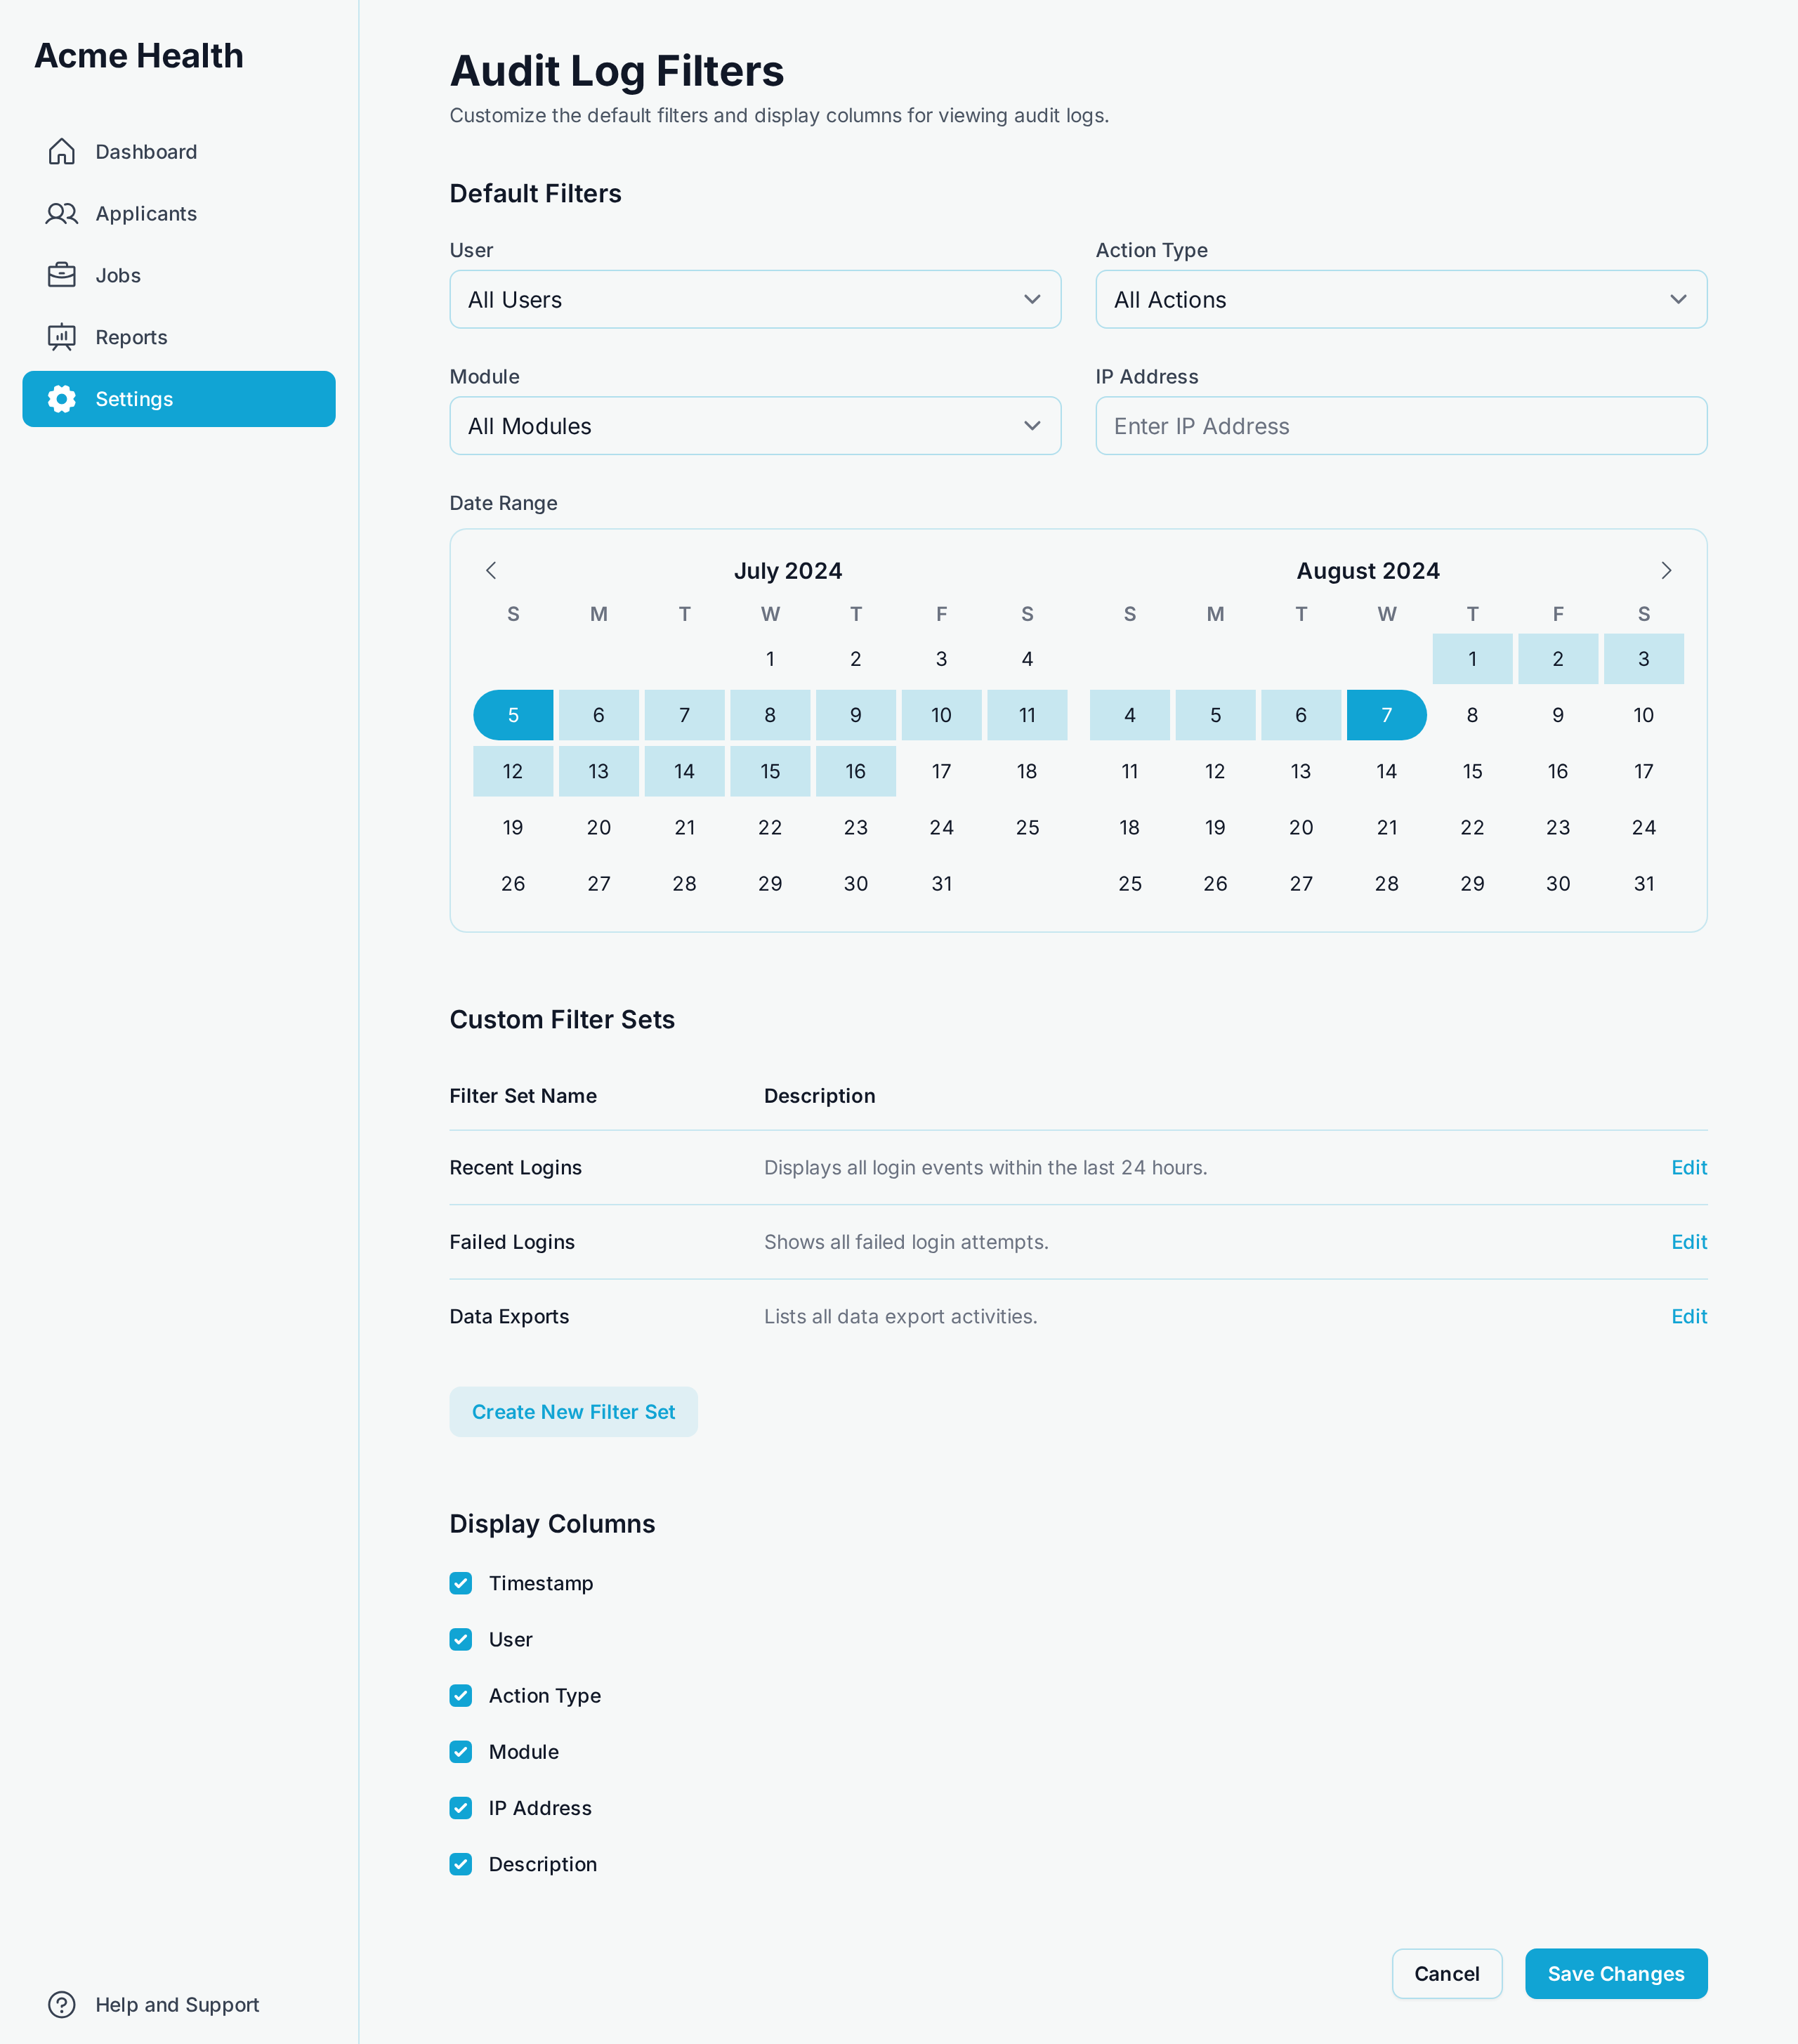 Acme Health
Dashboard
Applicants
Jobs
Reports
Settings
Help and Support
Audit Log Filters
Customize the default filters and display columns for viewing audit logs.
Default Filters
User
All Users
Action Type
All Actions
Module
All Modules
IP Address
Enter IP Address
Date Range
July 2024
S M T W T F S
1 2 3 4
5 6 7 8 9 10 11
12 13 14 15 16 17 18
19 20 21 22 23 24 25
26 27 28 29 30 31
August 2024
S M T W T F S
1 2 3
4 5 6 7 8 9 10
11 12 13 14 15 16 17
18 19 20 21 22 23 24
25 26 27 28 29 30 31
Custom Filter Sets
Filter Set Name Description
Recent Logins Displays all login events within the last 24 hours. Edit
Failed Logins Shows all failed login attempts. Edit
Data Exports Lists all data export activities. Edit
Create New Filter Set
Display Columns
Timestamp
User
Action Type
Module
IP Address
Description
Cancel Save Changes